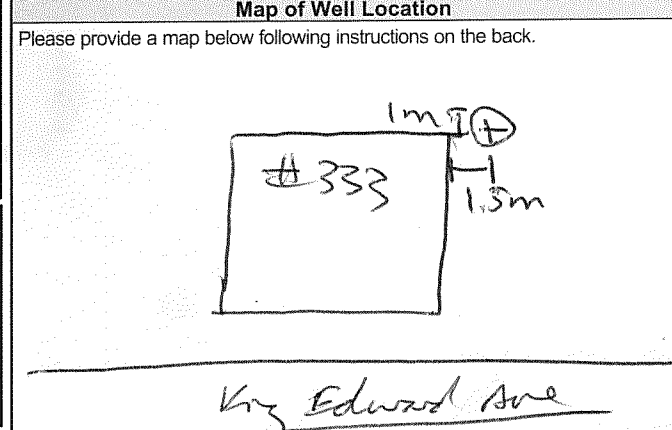 Map of Well Location
Please provide a map below following instructions on the back.
1m
# 333
1.5m
King Edward Ave